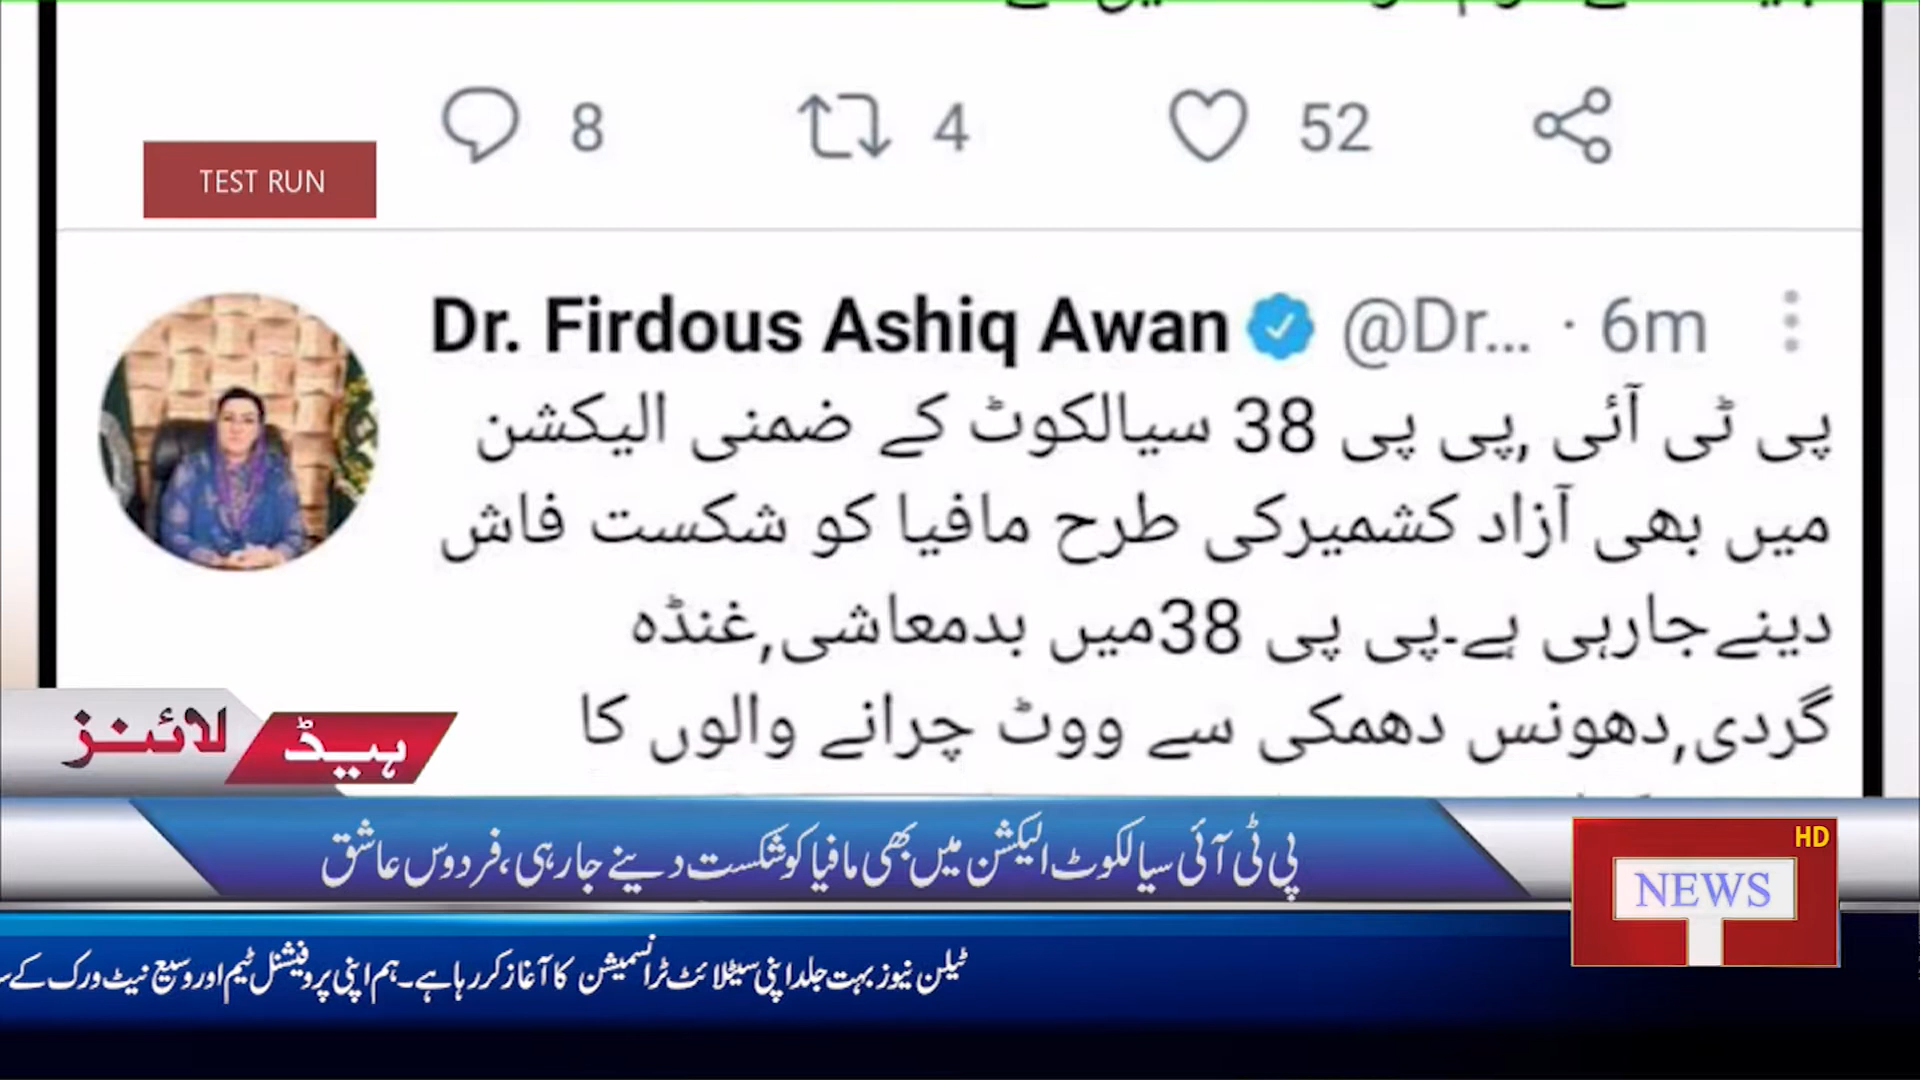 8
4
52
TEST RUN
Dr. Firdous Ashiq Awan @Dr... · 6m
پی ٹی آئی ,پی پی 38 سیالکوٹ کے ضمنی الیکشن
میں بھی آزاد کشمیرکی طرح مافیا کو شکست فاش
دینےجارہی ہے۔پی پی 38میں بدمعاشی,غنڈہ
گردی,دھونس دھمکی سے ووٹ چرانے والوں کا
ہیڈ لائنز
پی ٹی آئی سیالکوٹ الیکشن میں بھی مافیا کو شکست دینے جا رہی ، فردوس عاشق
HD
NEWS
ٹیلن نیوز بہت جلد اپنی سیٹلائٹ ٹرانسمیشن کا آغاز کر رہا ہے۔ ہم اپنی پروفیشنل ٹیم اور وسیع نیٹ ورک کے